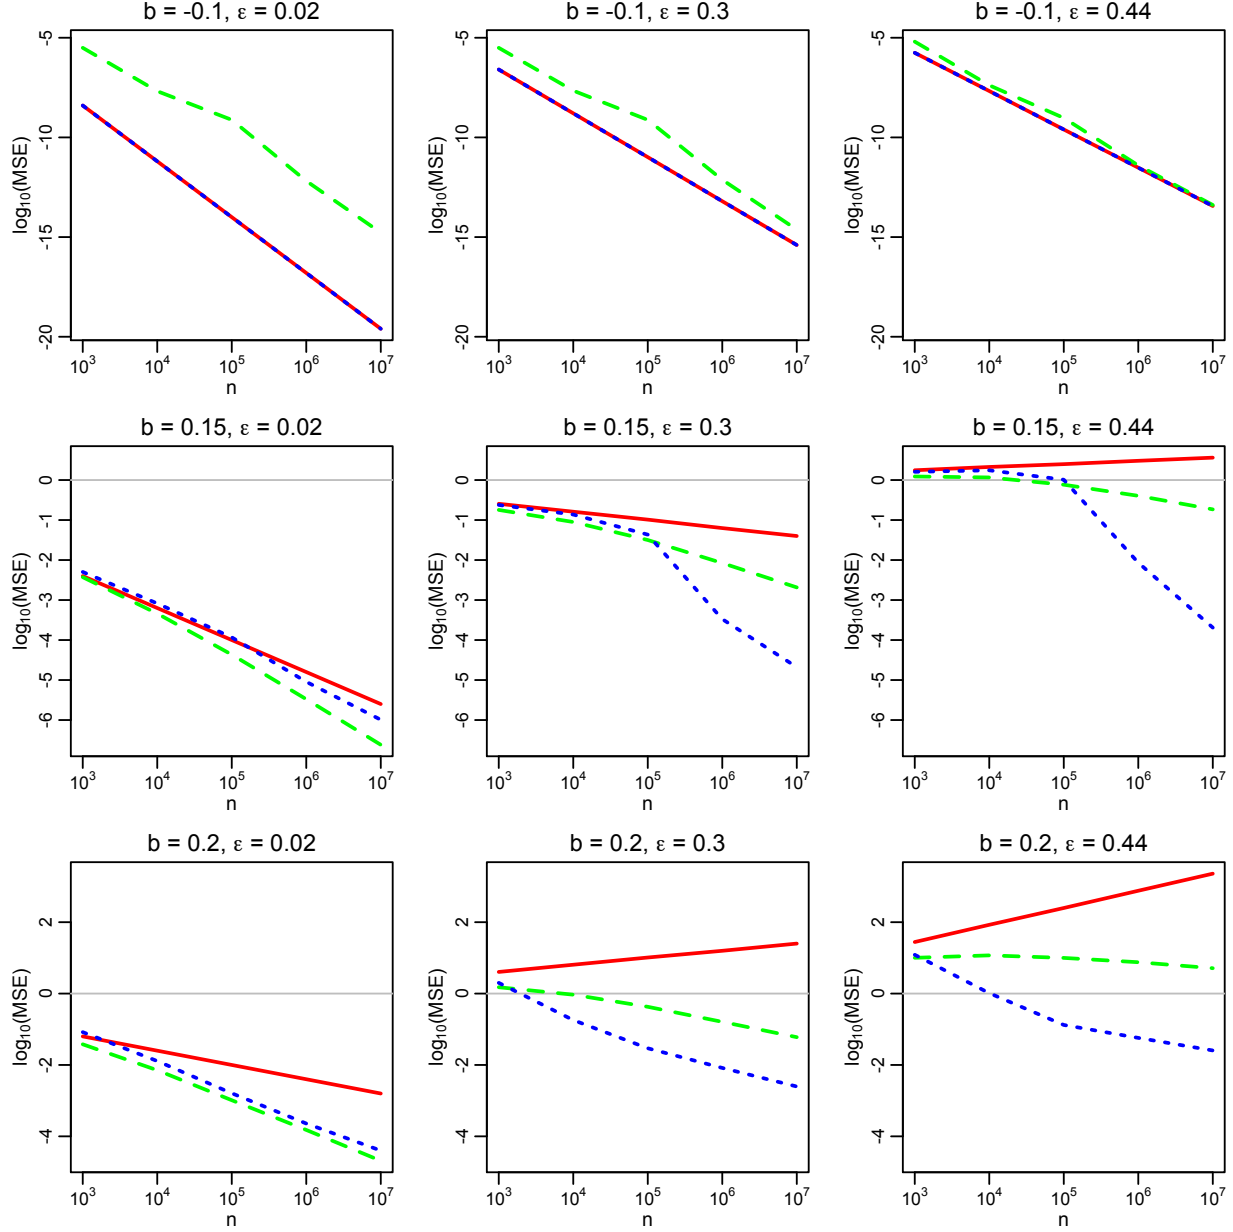 b = -0.1, ε = 0.02
b = -0.1, ε = 0.3
b = -0.1, ε = 0.44
log₁₀(MSE)
-5
-10
-15
-20
10³ 10⁴ 10⁵ 10⁶ 10⁷
n
log₁₀(MSE)
-5
-10
-15
-20
10³ 10⁴ 10⁵ 10⁶ 10⁷
n
log₁₀(MSE)
-5
-10
-15
-20
10³ 10⁴ 10⁵ 10⁶ 10⁷
n
b = 0.15, ε = 0.02
b = 0.15, ε = 0.3
b = 0.15, ε = 0.44
log₁₀(MSE)
0
-1
-2
-3
-4
-5
-6
10³ 10⁴ 10⁵ 10⁶ 10⁷
n
log₁₀(MSE)
0
-1
-2
-3
-4
-5
-6
10³ 10⁴ 10⁵ 10⁶ 10⁷
n
log₁₀(MSE)
0
-1
-2
-3
-4
-5
-6
10³ 10⁴ 10⁵ 10⁶ 10⁷
n
b = 0.2, ε = 0.02
b = 0.2, ε = 0.3
b = 0.2, ε = 0.44
log₁₀(MSE)
2
0
-2
-4
10³ 10⁴ 10⁵ 10⁶ 10⁷
n
log₁₀(MSE)
2
0
-2
-4
10³ 10⁴ 10⁵ 10⁶ 10⁷
n
log₁₀(MSE)
2
0
-2
-4
10³ 10⁴ 10⁵ 10⁶ 10⁷
n